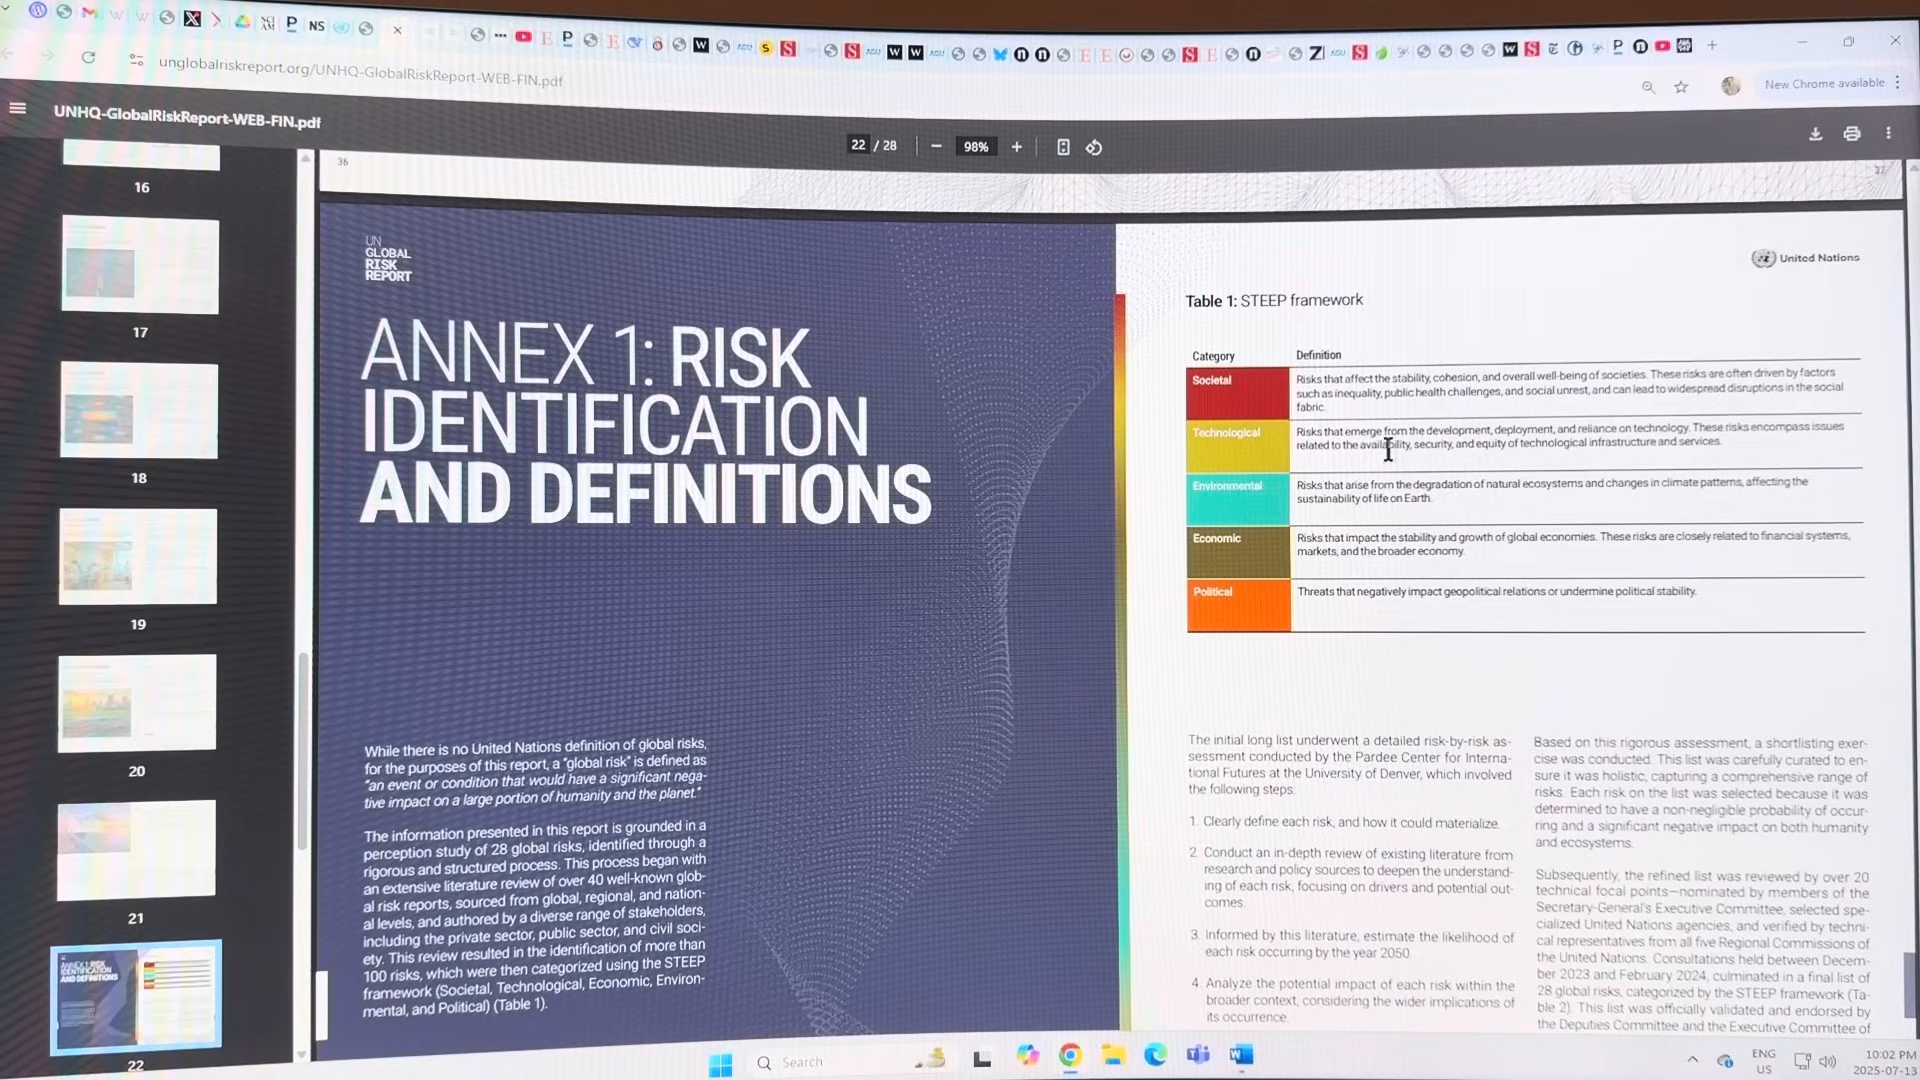 NS
unglobalriskreport.org/UNHQ-GlobalRiskReport-WEB-FIN.pdf
New Chrome available
UNHQ-GlobalRiskReport-WEB-FIN.pdf
22 / 28
98%
16
17
18
19
20
21
22
36
37
UN
GLOBAL
RISK
REPORT
ANNEX 1: RISK
IDENTIFICATION
AND DEFINITIONS
While there is no United Nations definition of global risks,
for the purposes of this report, a "global risk" is defined as
"an event or condition that would have a significant nega-
tive impact on a large portion of humanity and the planet."
The information presented in this report is grounded in a
perception study of 28 global risks, identified through a
rigorous and structured process. This process began with
an extensive literature review of over 40 well-known glob-
al risk reports, sourced from global, regional, and nation-
al levels, and authored by a diverse range of stakeholders,
including the private sector, public sector, and civil soci-
ety. This review resulted in the identification of more than
100 risks, which were then categorized using the STEEP
framework (Societal, Technological, Economic, Environ-
mental, and Political) (Table 1).
United Nations
Table 1: STEEP framework
Category Definition
Societal
Risks that affect the stability, cohesion, and overall well-being of societies. These risks are often driven by factors
such as inequality, public health challenges, and social unrest, and can lead to widespread disruptions in the social
fabric.
Technological
Risks that emerge from the development, deployment, and reliance on technology. These risks encompass issues
related to the availability, security, and equity of technological infrastructure and services.
Environmental
Risks that arise from the degradation of natural ecosystems and changes in climate patterns, affecting the
sustainability of life on Earth.
Economic
Risks that impact the stability and growth of global economies. These risks are closely related to financial systems,
markets, and the broader economy.
Political
Threats that negatively impact geopolitical relations or undermine political stability.
The initial long list underwent a detailed risk-by-risk as-
sessment conducted by the Pardee Center for Interna-
tional Futures at the University of Denver, which involved
the following steps:
1. Clearly define each risk, and how it could materialize.
2. Conduct an in-depth review of existing literature from
research and policy sources to deepen the understand-
ing of each risk, focusing on drivers and potential out-
comes.
3. Informed by this literature, estimate the likelihood of
each risk occurring by the year 2050.
4. Analyze the potential impact of each risk within the
broader context, considering the wider implications of
its occurrence.
Based on this rigorous assessment, a shortlisting exer-
cise was conducted. This list was carefully curated to en-
sure it was holistic, capturing a comprehensive range of
risks. Each risk on the list was selected because it was
determined to have a non-negligible probability of occur-
ring and a significant negative impact on both humanity
and ecosystems.
Subsequently, the refined list was reviewed by over 20
technical focal points—nominated by members of the
Secretary-General's Executive Committee, selected spe-
cialized United Nations agencies, and verified by techni-
cal representatives from all five Regional Commissions of
the United Nations. Consultations held between Decem-
ber 2023 and February 2024, culminated in a final list of
28 global risks, categorized by the STEEP framework (Ta-
ble 2). This list was officially validated and endorsed by
the Deputies Committee and the Executive Committee of
Search
ENG
US
10:02 PM
2025-07-13